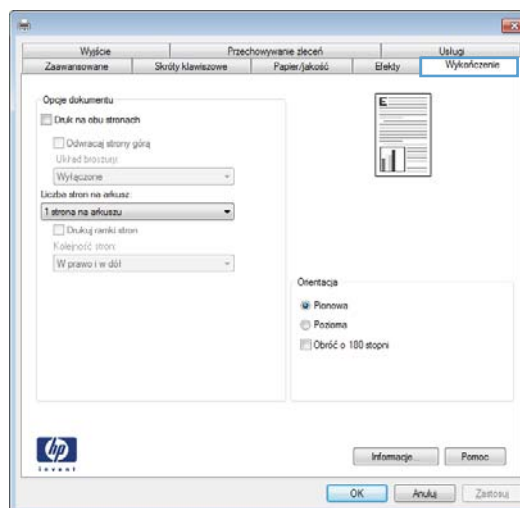 Wyjście
Przechowywanie zleceń
Usługi
Zaawansowane
Skróty klawiszowe
Papier/jakość
Efekty
Wykończenie
Opcje dokumentu
Druk na obu stronach
Odwracaj strony górą
Układ broszury:
Wyłączone
Liczba stron na arkusz:
1 strona na arkuszu
Drukuj ramki stron
Kolejność stron:
W prawo i w dół
E
Orientacja
Pionowa
Pozioma
Obróć o 180 stopni
hp
invent
Informacje...
Pomoc
OK
Anuluj
Zastosuj